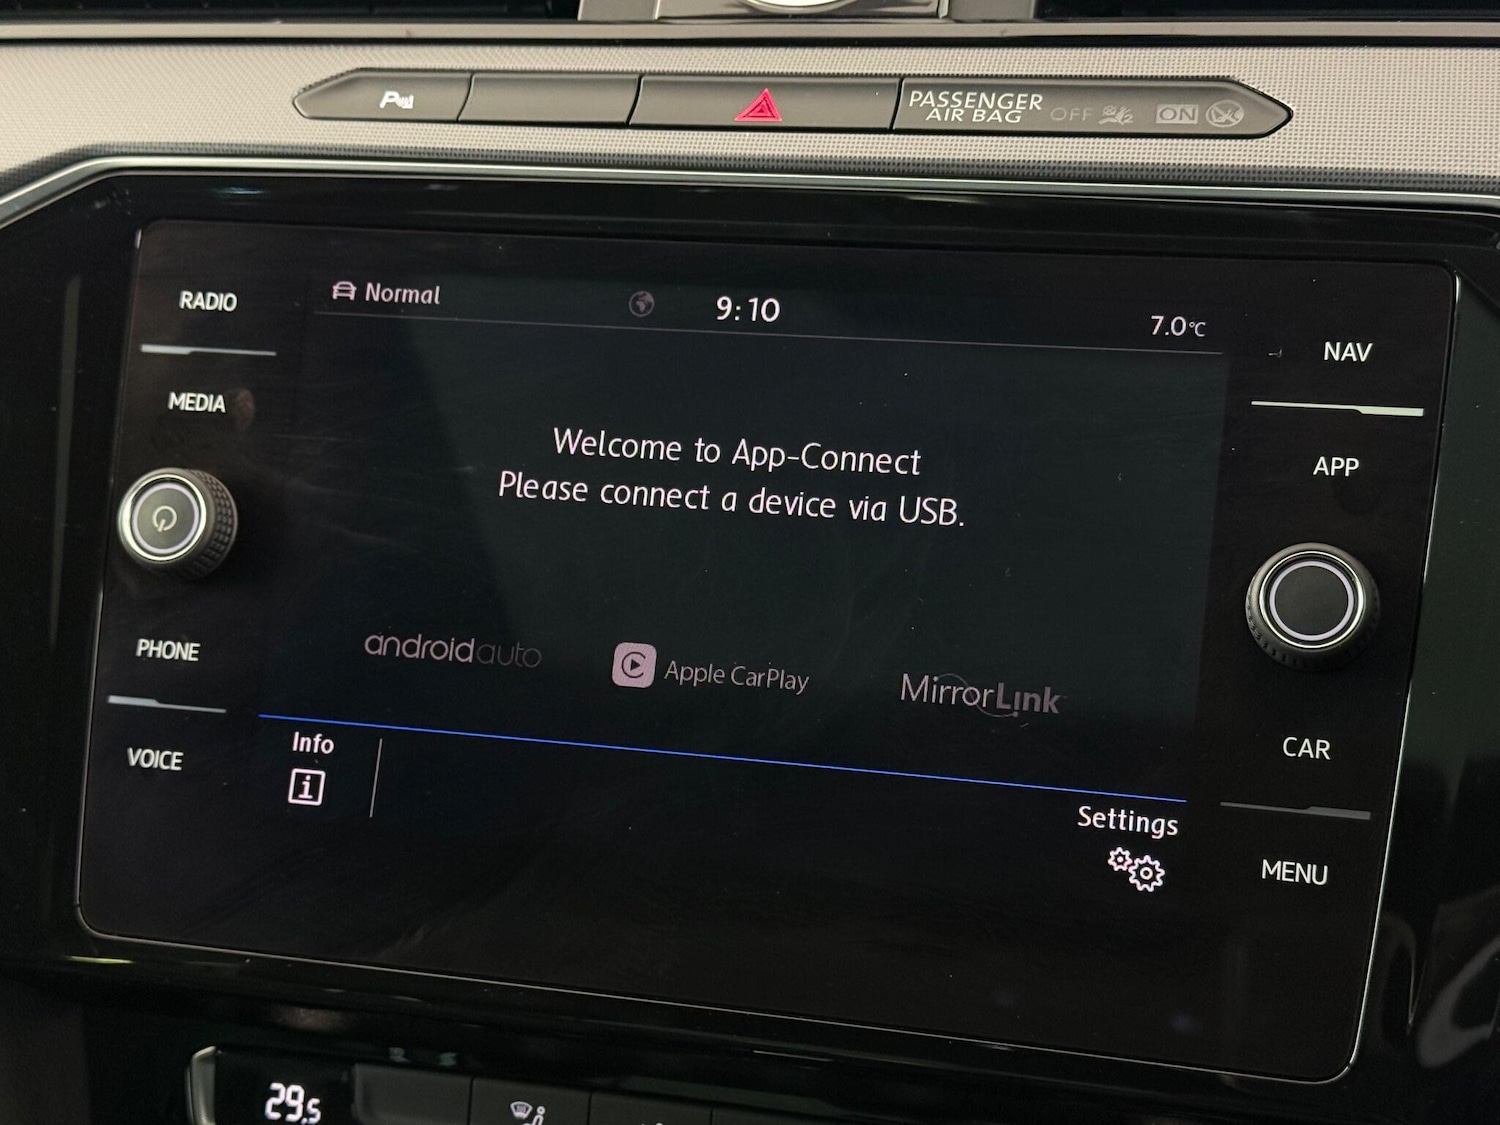 P
PASSENGER
AIR BAG
OFF
ON
RADIO
Normal
9:10
7.0°C
NAV
MEDIA
APP
Welcome to App-Connect
Please connect a device via USB.
androidauto
Apple CarPlay
MirrorLink
PHONE
VOICE
CAR
MENU
Info
i
Settings
29.5